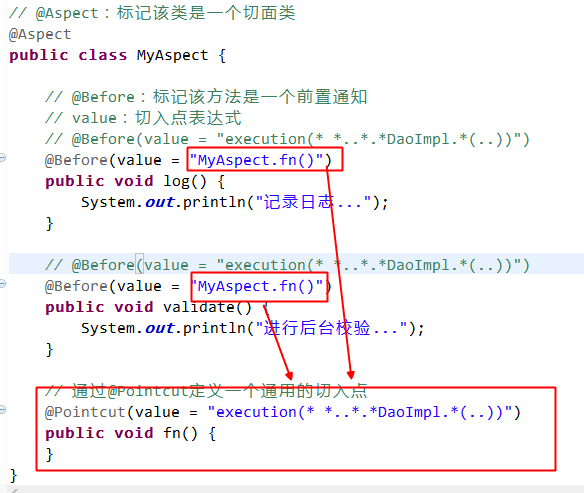 // @Aspect：标记该类是一个切面类
@Aspect
public class MyAspect {
// @Before：标记该方法是一个前置通知
// value：切入点表达式
// @Before(value = "execution(* *..*.*DaoImpl.*(..))")
@Before(value = "MyAspect.fn()")
public void log() {
System.out.println("记录日志...");
}
// @Before(value = "execution(* *..*.*DaoImpl.*(..))")
@Before(value = "MyAspect.fn()")
public void validate() {
System.out.println("进行后台校验...");
}
// 通过@Pointcut定义一个通用的切入点
@Pointcut(value = "execution(* *..*.*DaoImpl.*(..))")
public void fn() {
}
}